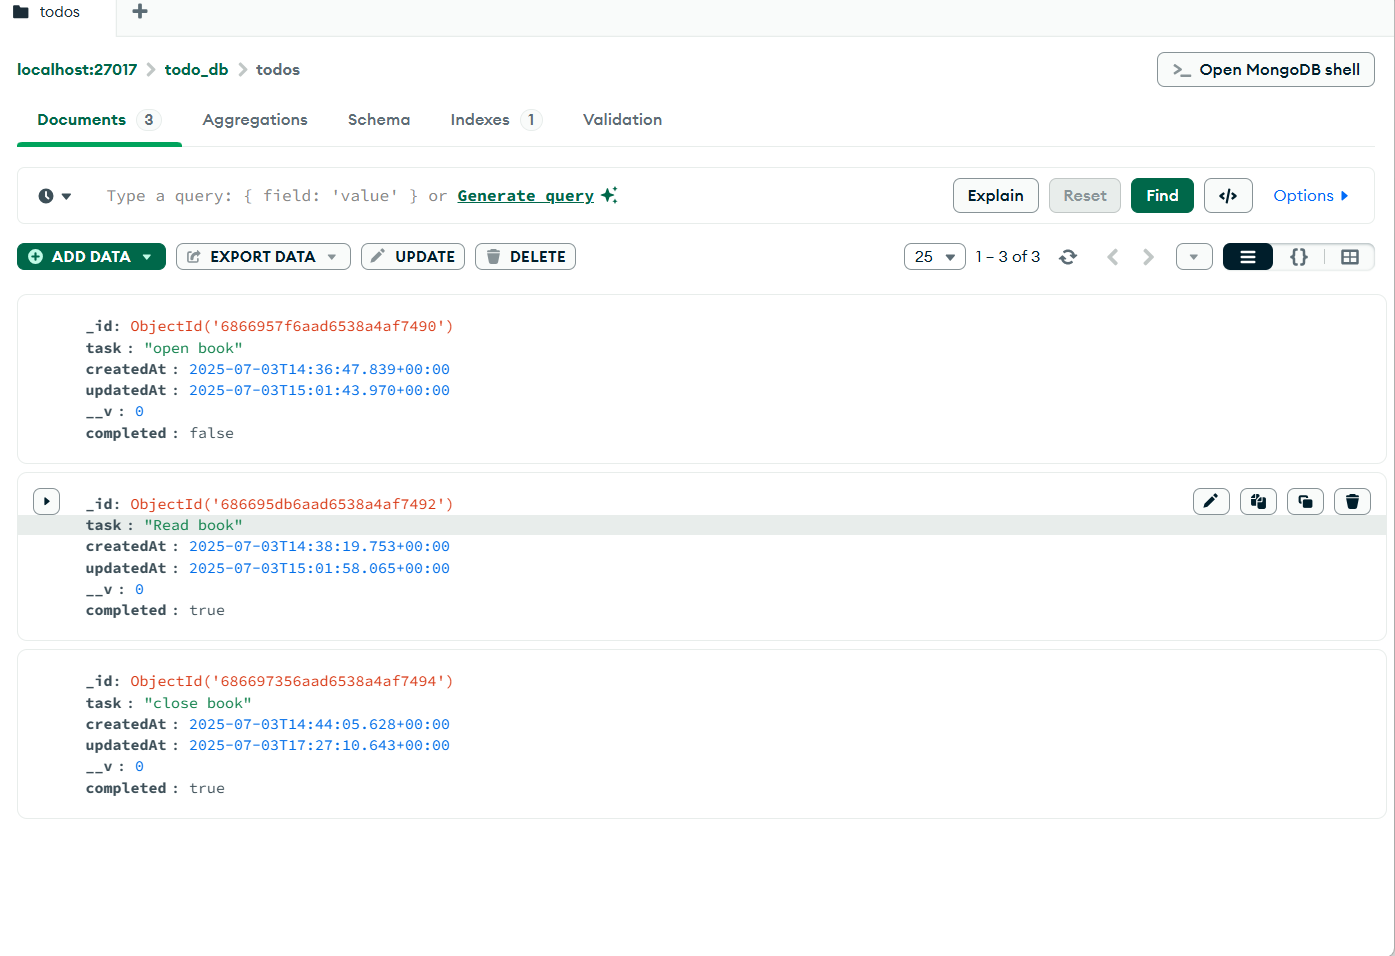 todos
localhost:27017 todo_db todos
Open MongoDB shell
Documents 3 Aggregations Schema Indexes 1 Validation
Type a query: { field: 'value' } or Generate query
Explain Reset Find </> Options
ADD DATA EXPORT DATA UPDATE DELETE
25 1 – 3 of 3 {}
_id: ObjectId('6866957f6aad6538a4af7490')
task : "open book"
createdAt : 2025-07-03T14:36:47.839+00:00
updatedAt : 2025-07-03T15:01:43.970+00:00
__v : 0
completed : false
_id: ObjectId('686695db6aad6538a4af7492')
task : "Read book"
createdAt : 2025-07-03T14:38:19.753+00:00
updatedAt : 2025-07-03T15:01:58.065+00:00
__v : 0
completed : true
_id: ObjectId('686697356aad6538a4af7494')
task : "close book"
createdAt : 2025-07-03T14:44:05.628+00:00
updatedAt : 2025-07-03T17:27:10.643+00:00
__v : 0
completed : true